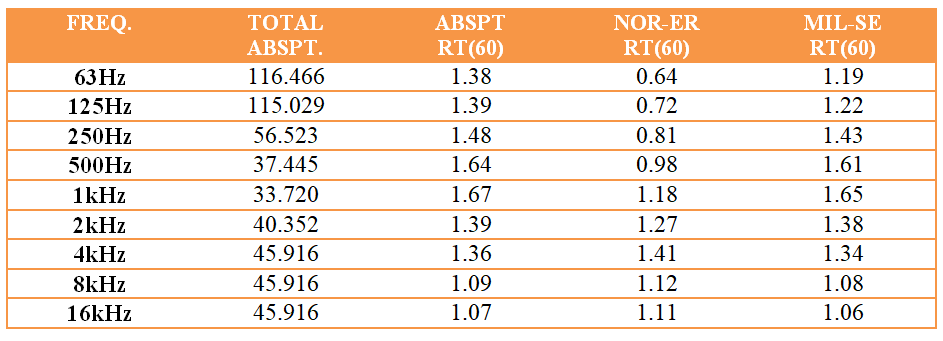 FREQ. TOTAL ABSPT NOR-ER MIL-SE
ABSPT. RT(60) RT(60) RT(60)
63Hz 116.466 1.38 0.64 1.19
125Hz 115.029 1.39 0.72 1.22
250Hz 56.523 1.48 0.81 1.43
500Hz 37.445 1.64 0.98 1.61
1kHz 33.720 1.67 1.18 1.65
2kHz 40.352 1.39 1.27 1.38
4kHz 45.916 1.36 1.41 1.34
8kHz 45.916 1.09 1.12 1.08
16kHz 45.916 1.07 1.11 1.06